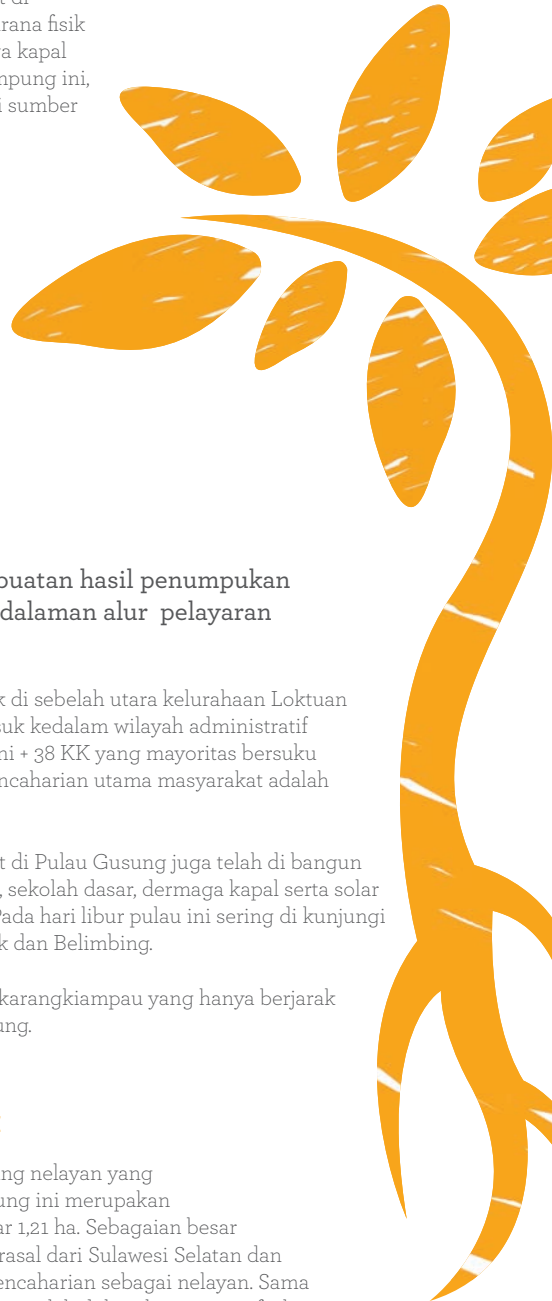 rana fisik
a kapal
mpung ini,
i sumber
buatan hasil penumpukan
dalaman alur pelayaran
k di sebelah utara kelurahaan Loktuan
suk kedalam wilayah administratif
ni + 38 KK yang mayoritas bersuku
ncaharian utama masyarakat adalah
t di Pulau Gusung juga telah di bangun
, sekolah dasar, dermaga kapal serta solar
Pada hari libur pulau ini sering di kunjungi
k dan Belimbing.
karangkiampau yang hanya berjarak
ung.
ng nelayan yang
ung ini merupakan
ar 1,21 ha. Sebagaian besar
rasal dari Sulawesi Selatan dan
encaharian sebagai nelayan. Sama